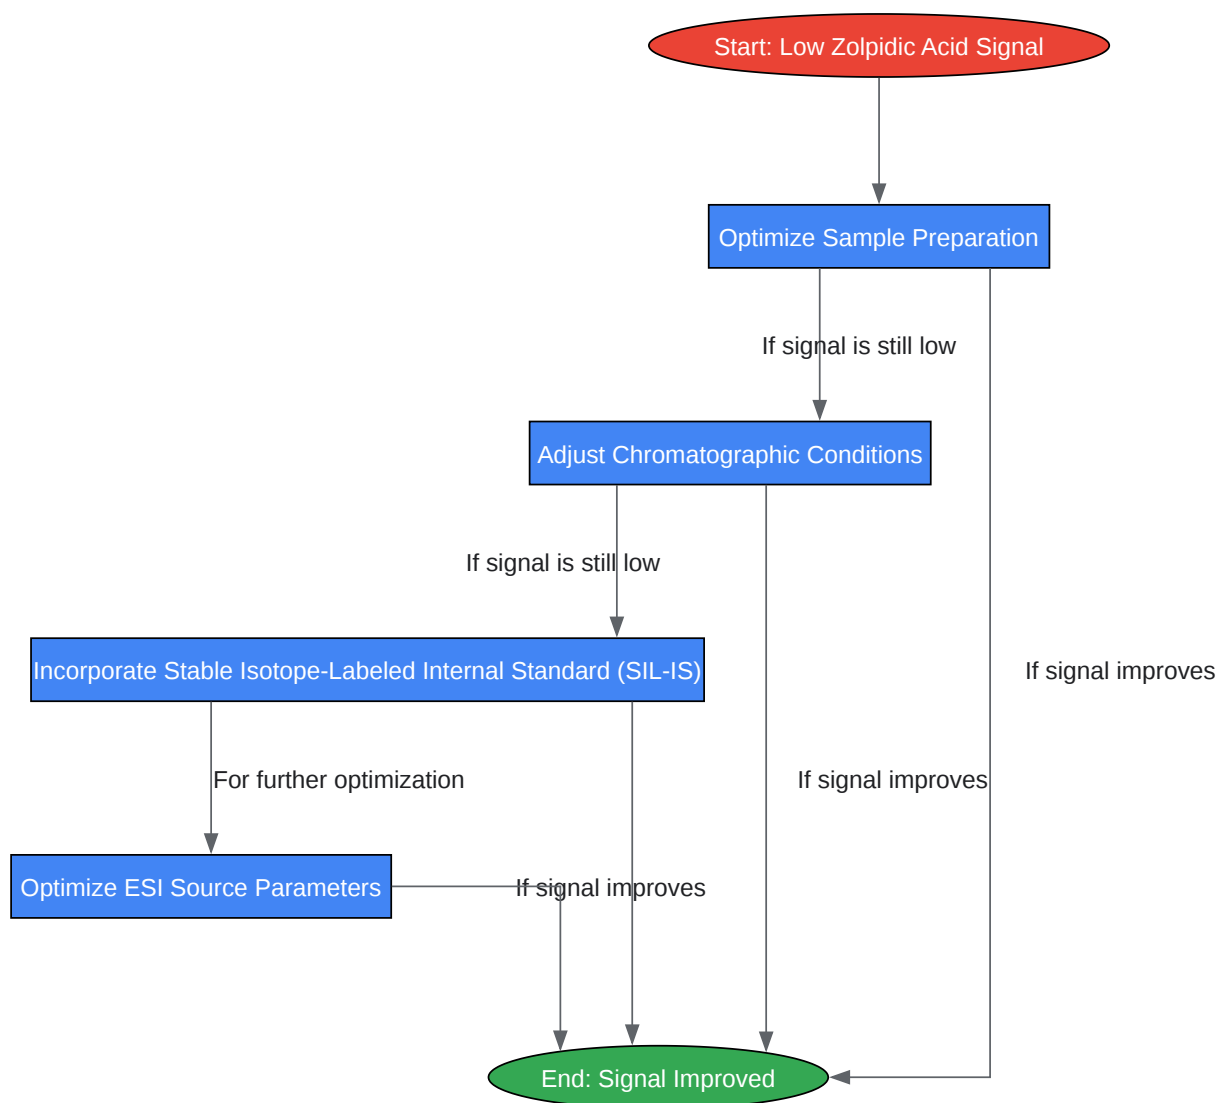 Start: Low Zolpidic Acid Signal
Optimize Sample Preparation
If signal is still low
Adjust Chromatographic Conditions
If signal is still low
Incorporate Stable Isotope-Labeled Internal Standard (SIL-IS)
If signal improves
For further optimization
If signal improves
Optimize ESI Source Parameters
If signal improves
End: Signal Improved